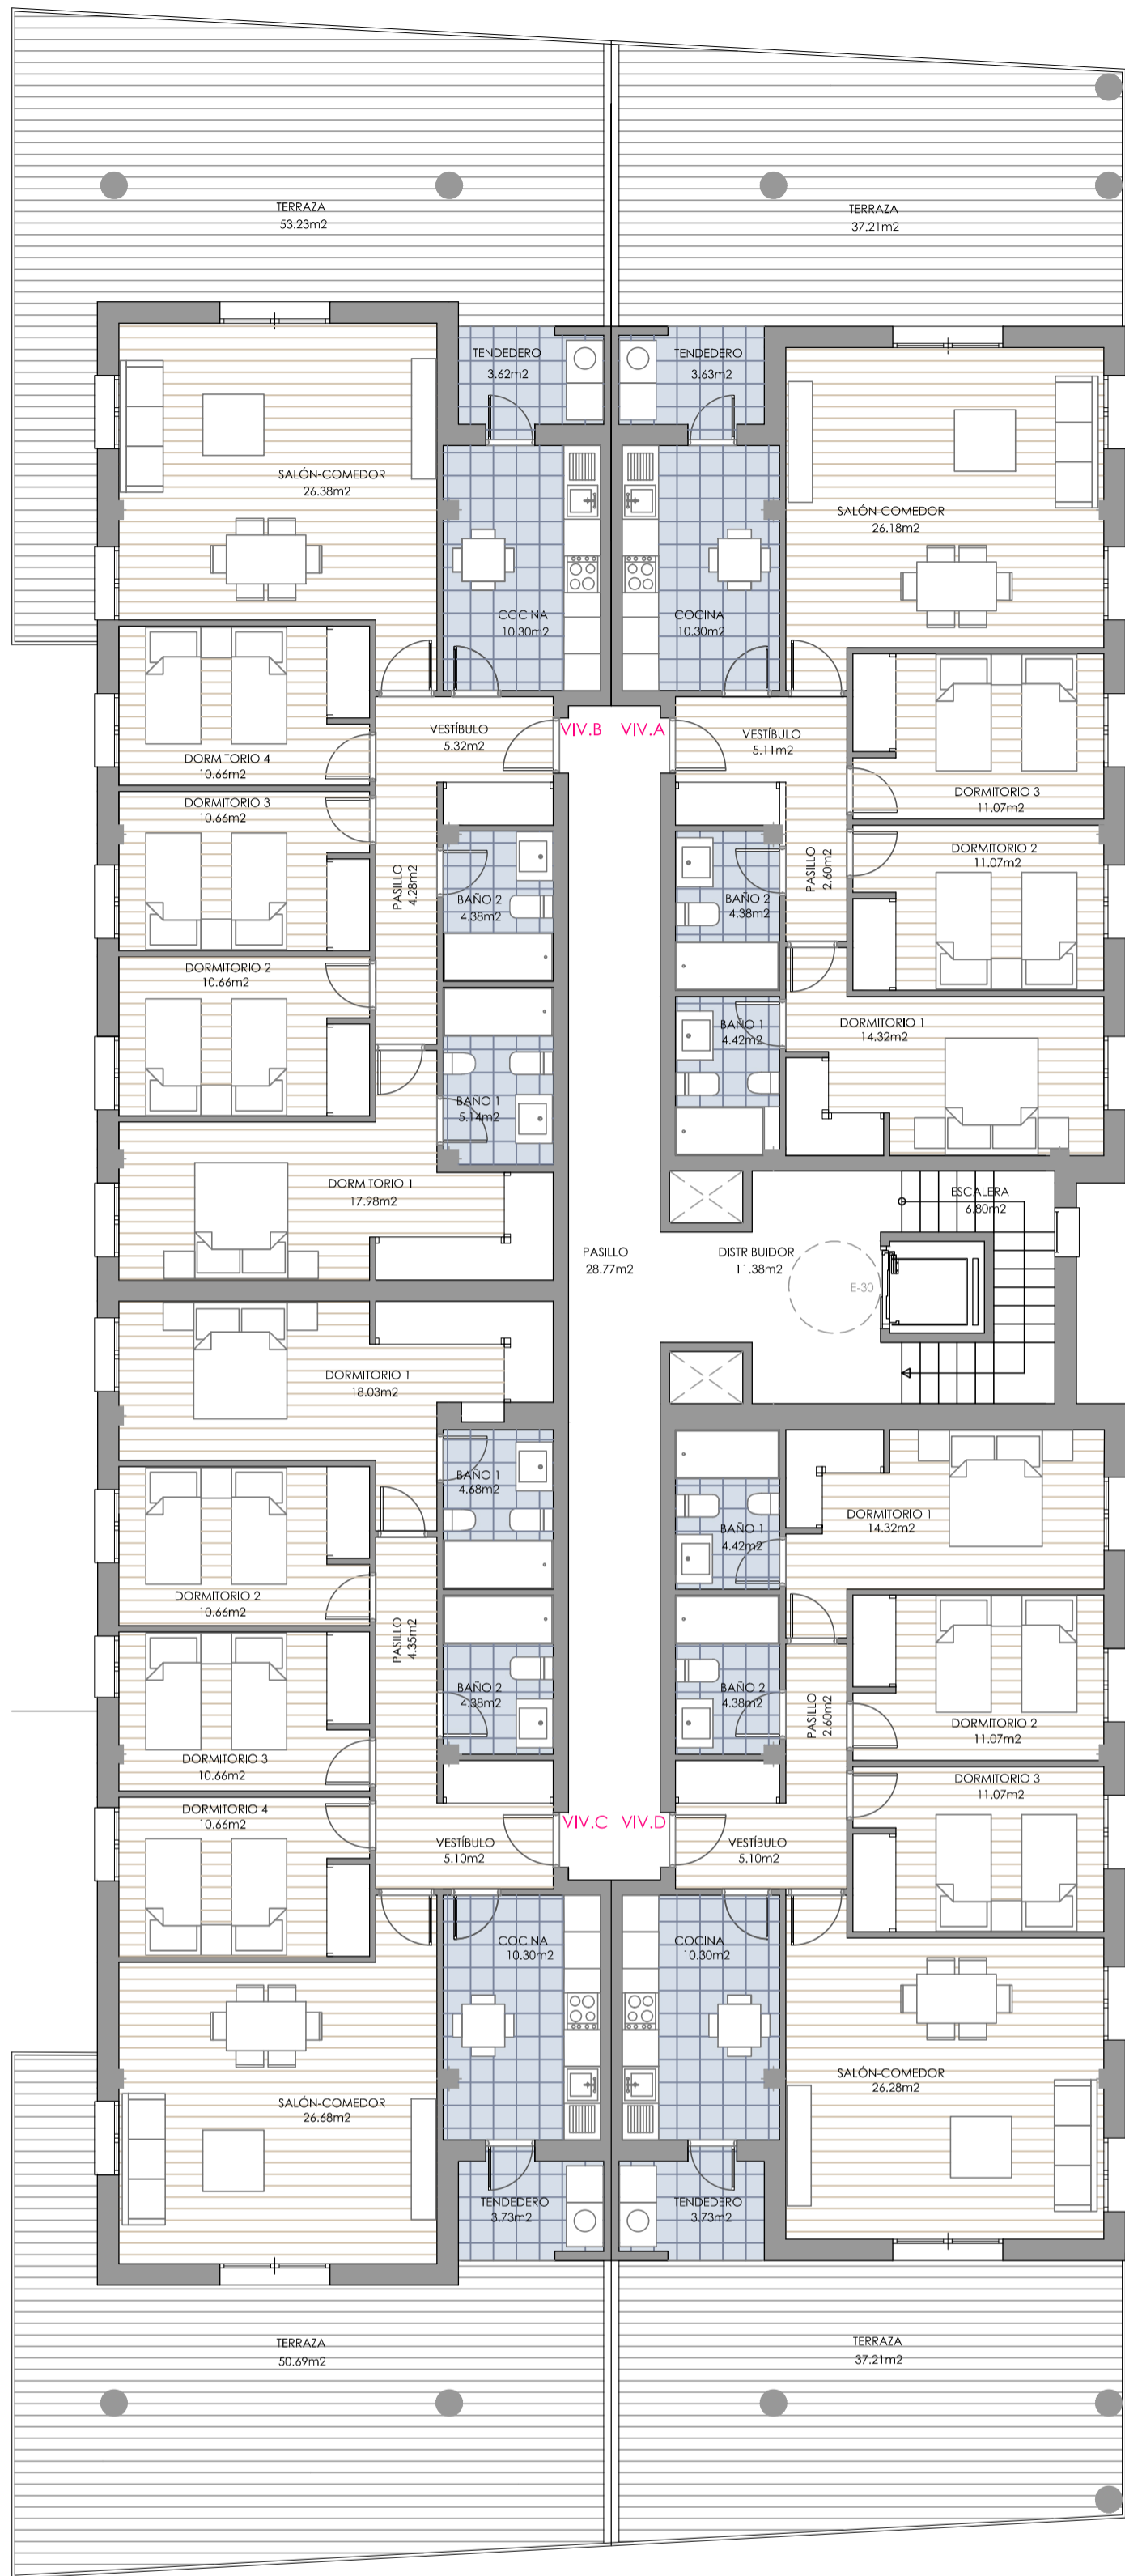 TERRAZA
53.23m2
TERRAZA
37.21m2
TENDEDERO
3.62m2
TENDEDERO
3.63m2
SALÓN-COMEDOR
26.38m2
SALÓN-COMEDOR
26.18m2
COCINA
10.30m2
COCINA
10.30m2
VESTÍBULO
5.32m2
VIV.B
VIV.A
VESTÍBULO
5.11m2
DORMITORIO 4
10.66m2
DORMITORIO 3
10.66m2
DORMITORIO 3
11.07m2
DORMITORIO 2
11.07m2
PASILLO
4.28m2
BAÑO 2
4.38m2
BAÑO 2
4.38m2
PASILLO
2.60m2
DORMITORIO 2
10.66m2
BAÑO 1
5.14m2
BAÑO 1
4.42m2
DORMITORIO 1
14.32m2
DORMITORIO 1
17.98m2
ESCALERA
6.80m2
PASILLO
28.77m2
DISTRIBUIDOR
11.38m2
E-30
DORMITORIO 1
18.03m2
BAÑO 1
4.68m2
BAÑO 1
4.42m2
DORMITORIO 1
14.32m2
DORMITORIO 2
10.66m2
PASILLO
4.35m2
BAÑO 2
4.38m2
BAÑO 2
4.38m2
PASILLO
2.60m2
DORMITORIO 2
11.07m2
DORMITORIO 3
10.66m2
DORMITORIO 3
11.07m2
DORMITORIO 4
10.66m2
VESTÍBULO
5.10m2
VIV.C
VIV.D
VESTÍBULO
5.10m2
COCINA
10.30m2
COCINA
10.30m2
SALÓN-COMEDOR
26.68m2
SALÓN-COMEDOR
26.28m2
TENDEDERO
3.73m2
TENDEDERO
3.73m2
TERRAZA
50.69m2
TERRAZA
37.21m2